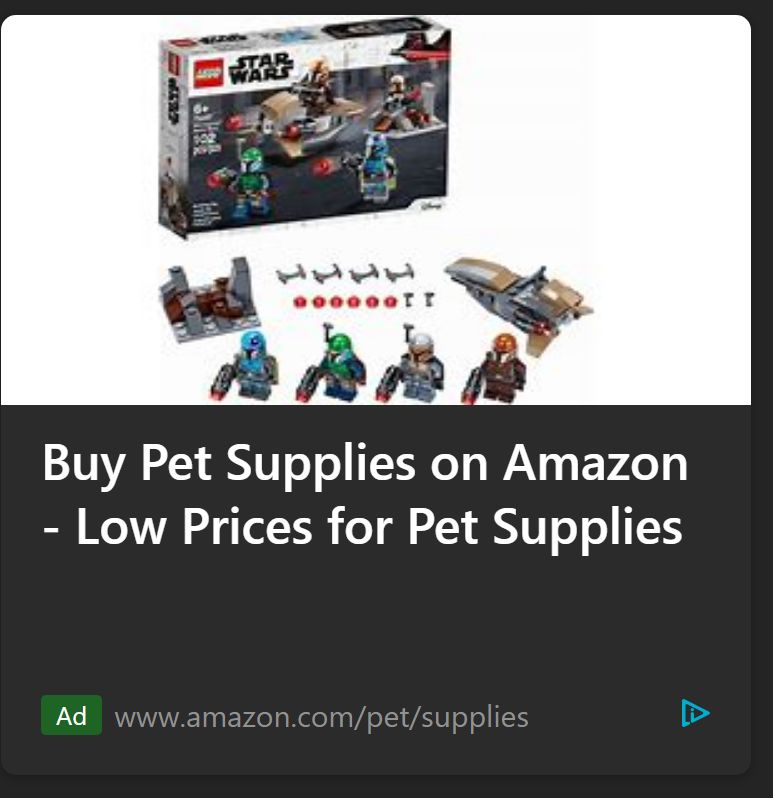 LEGO
STAR
WARS
6+
Disney
Buy Pet Supplies on Amazon
- Low Prices for Pet Supplies
Ad www.amazon.com/pet/supplies